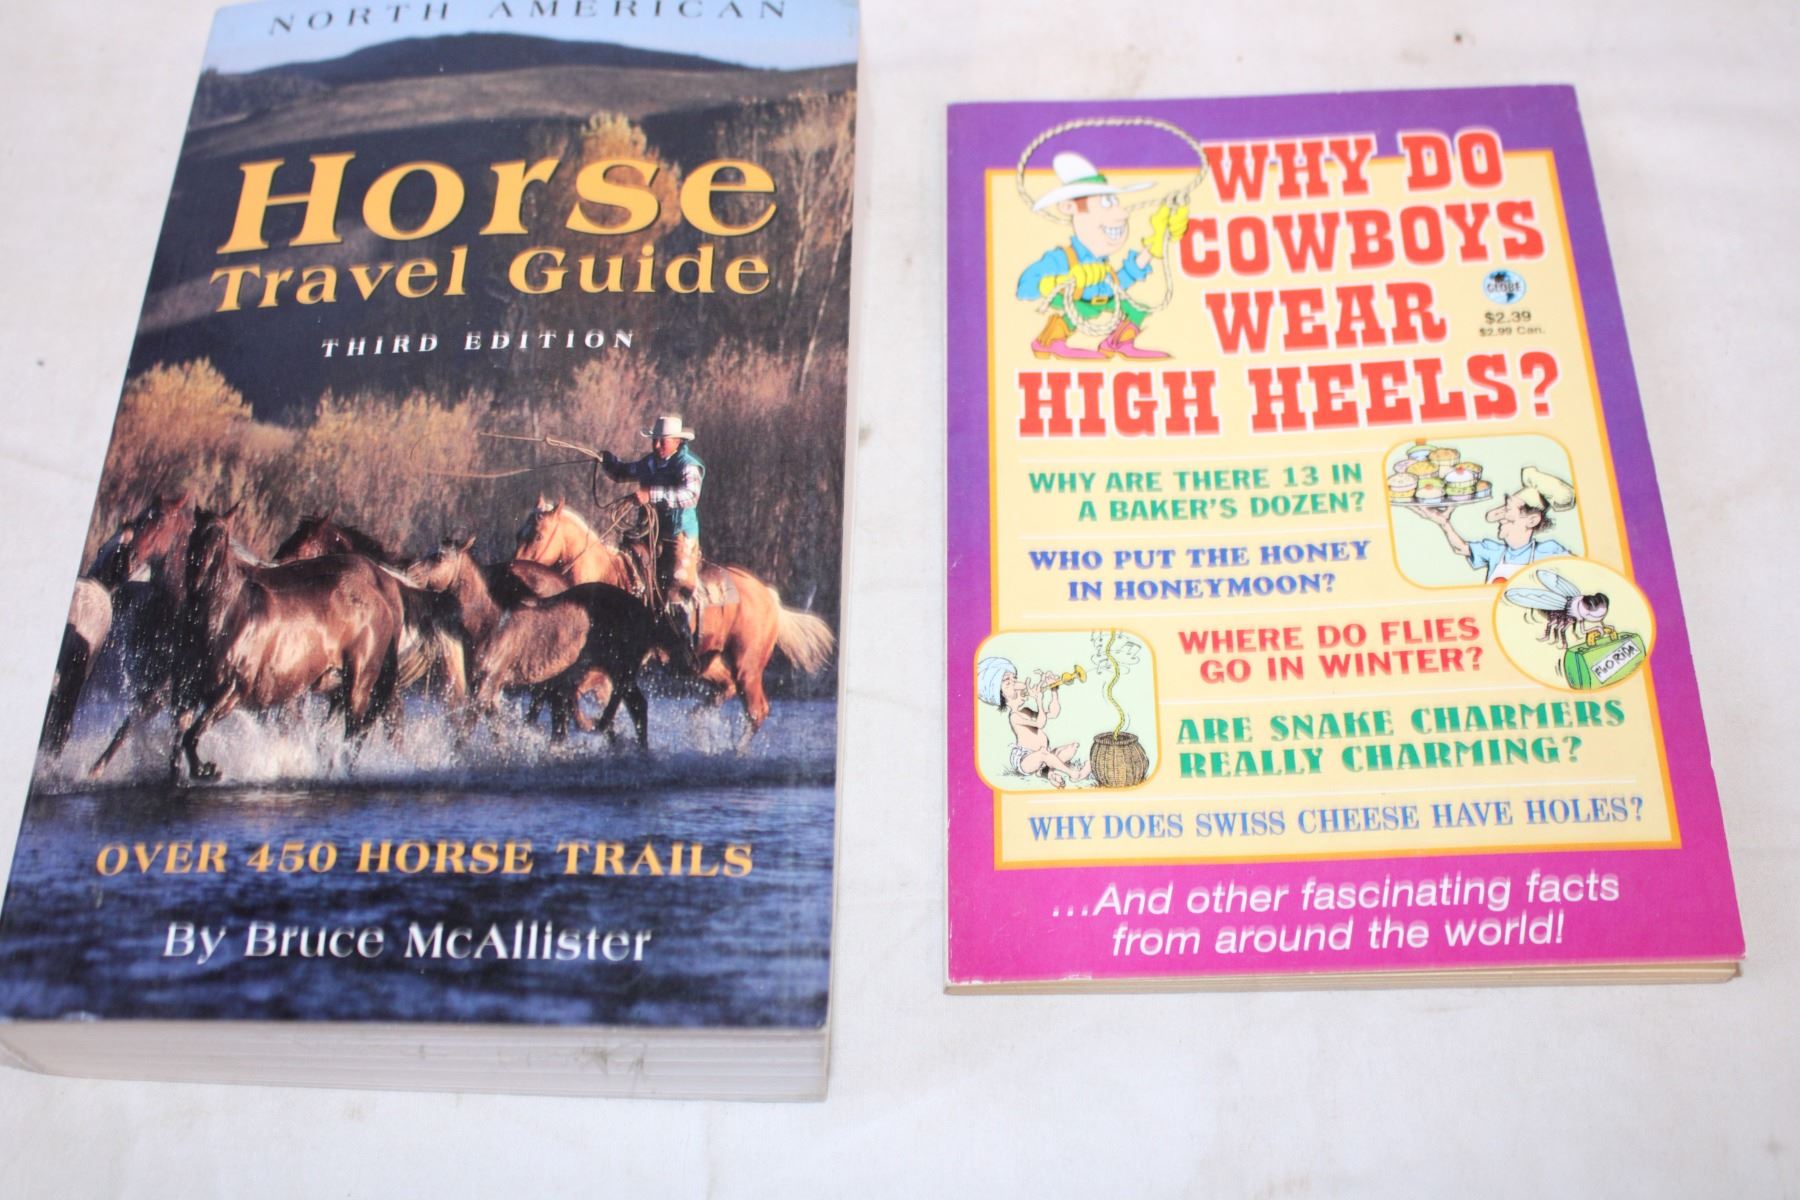 NORTH AMERICAN
Horse
Travel Guide
THIRD EDITION
OVER 450 HORSE TRAILS
By Bruce McAllister
WHY DO
COWBOYS
WEAR
HIGH HEELS?
GLOBE
$2.39
$2.99 Can.
WHY ARE THERE 13 IN
A BAKER'S DOZEN?
WHO PUT THE HONEY
IN HONEYMOON?
WHERE DO FLIES
GO IN WINTER?
FLORIDA
ARE SNAKE CHARMERS
REALLY CHARMING?
WHY DOES SWISS CHEESE HAVE HOLES?
...And other fascinating facts
from around the world!